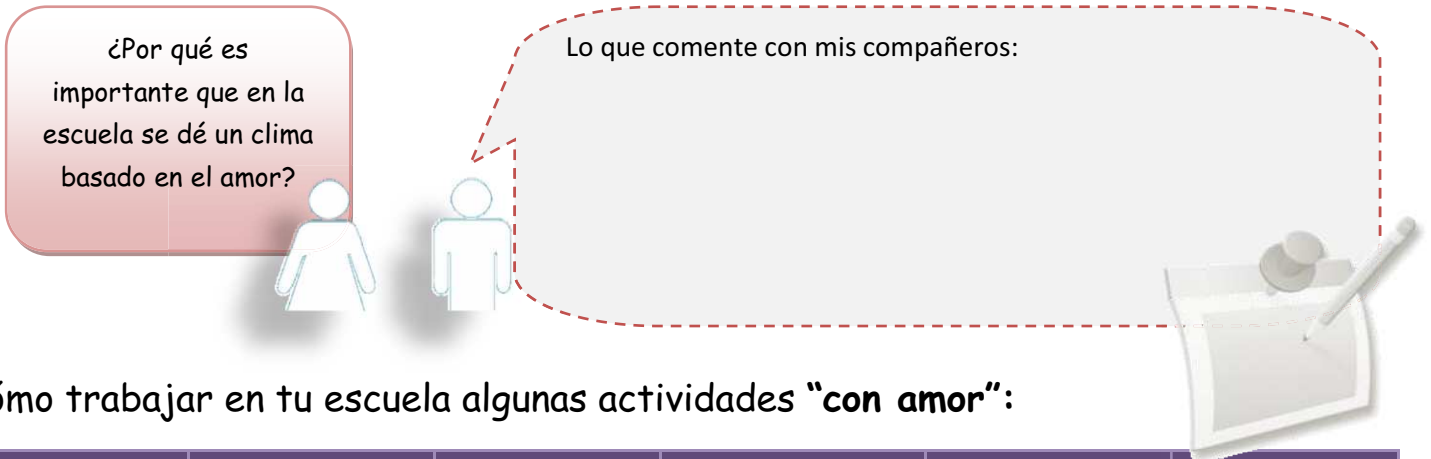 ¿Por qué es
importante que en la
escuela se dé un clima
basado en el amor?
Lo que comente con mis compañeros:
ómo trabajar en tu escuela algunas actividades “con amor”: